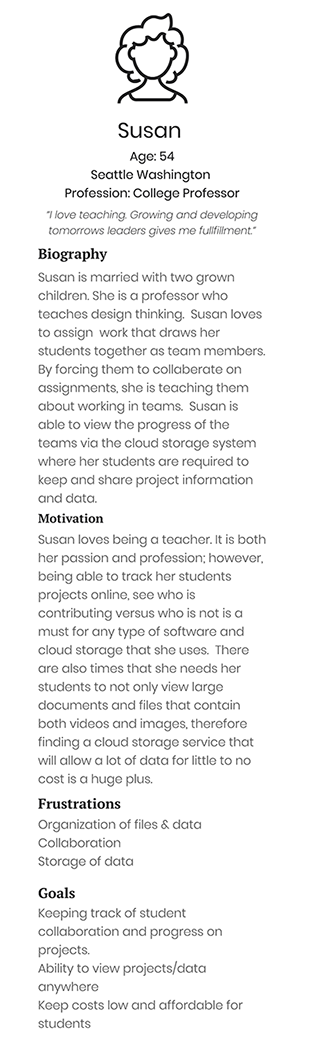 Susan
Age: 54
Seattle Washington
Profession: College Professor
“I love teaching. Growing and developing
tomorrows leaders gives me fullfillment.”
Biography
Susan is married with two grown
children. She is a professor who
teaches design thinking. Susan loves
to assign work that draws her
students together as team members.
By forcing them to collaberate on
assignments, she is teaching them
about working in teams. Susan is
able to view the progress of the
teams via the cloud storage system
where her students are required to
keep and share project information
and data.
Motivation
Susan loves being a teacher. It is both
her passion and profession; however,
being able to track her students
projects online, see who is
contributing versus who is not is a
must for any type of software and
cloud storage that she uses. There
are also times that she needs her
students to not only view large
documents and files that contain
both videos and images, therefore
finding a cloud storage service that
will allow a lot of data for little to no
cost is a huge plus.
Frustrations
Organization of files & data
Collaboration
Storage of data
Goals
Keeping track of student
collaboration and progress on
projects.
Ability to view projects/data
anywhere
Keep costs low and affordable for
students